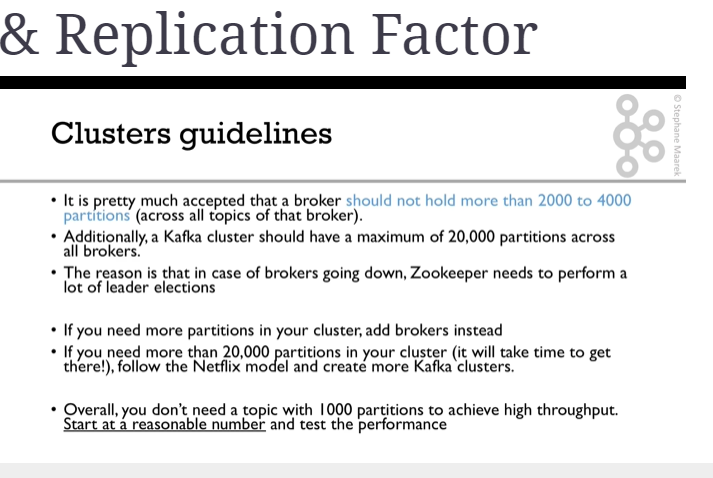 & Replication Factor
Clusters guidelines
© Stephane Maarek
• It is pretty much accepted that a broker should not hold more than 2000 to 4000
partitions (across all topics of that broker).
• Additionally, a Kafka cluster should have a maximum of 20,000 partitions across
all brokers.
• The reason is that in case of brokers going down, Zookeeper needs to perform a
lot of leader elections
• If you need more partitions in your cluster, add brokers instead
• If you need more than 20,000 partitions in your cluster (it will take time to get
there!), follow the Netflix model and create more Kafka clusters.
• Overall, you don't need a topic with 1000 partitions to achieve high throughput.
Start at a reasonable number and test the performance